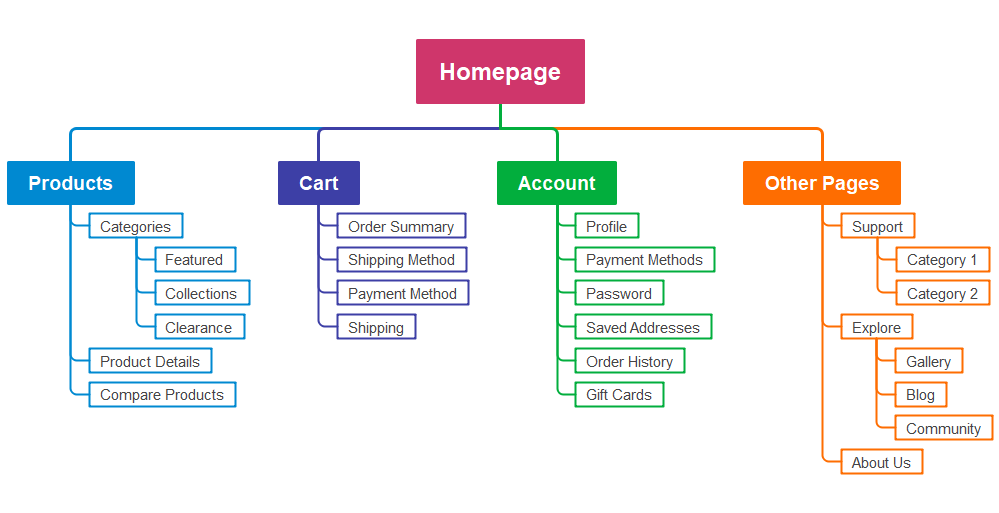 Homepage
Products
Categories
Featured
Collections
Clearance
Product Details
Compare Products
Cart
Order Summary
Shipping Method
Payment Method
Shipping
Account
Profile
Payment Methods
Password
Saved Addresses
Order History
Gift Cards
Other Pages
Support
Category 1
Category 2
Explore
Gallery
Blog
Community
About Us